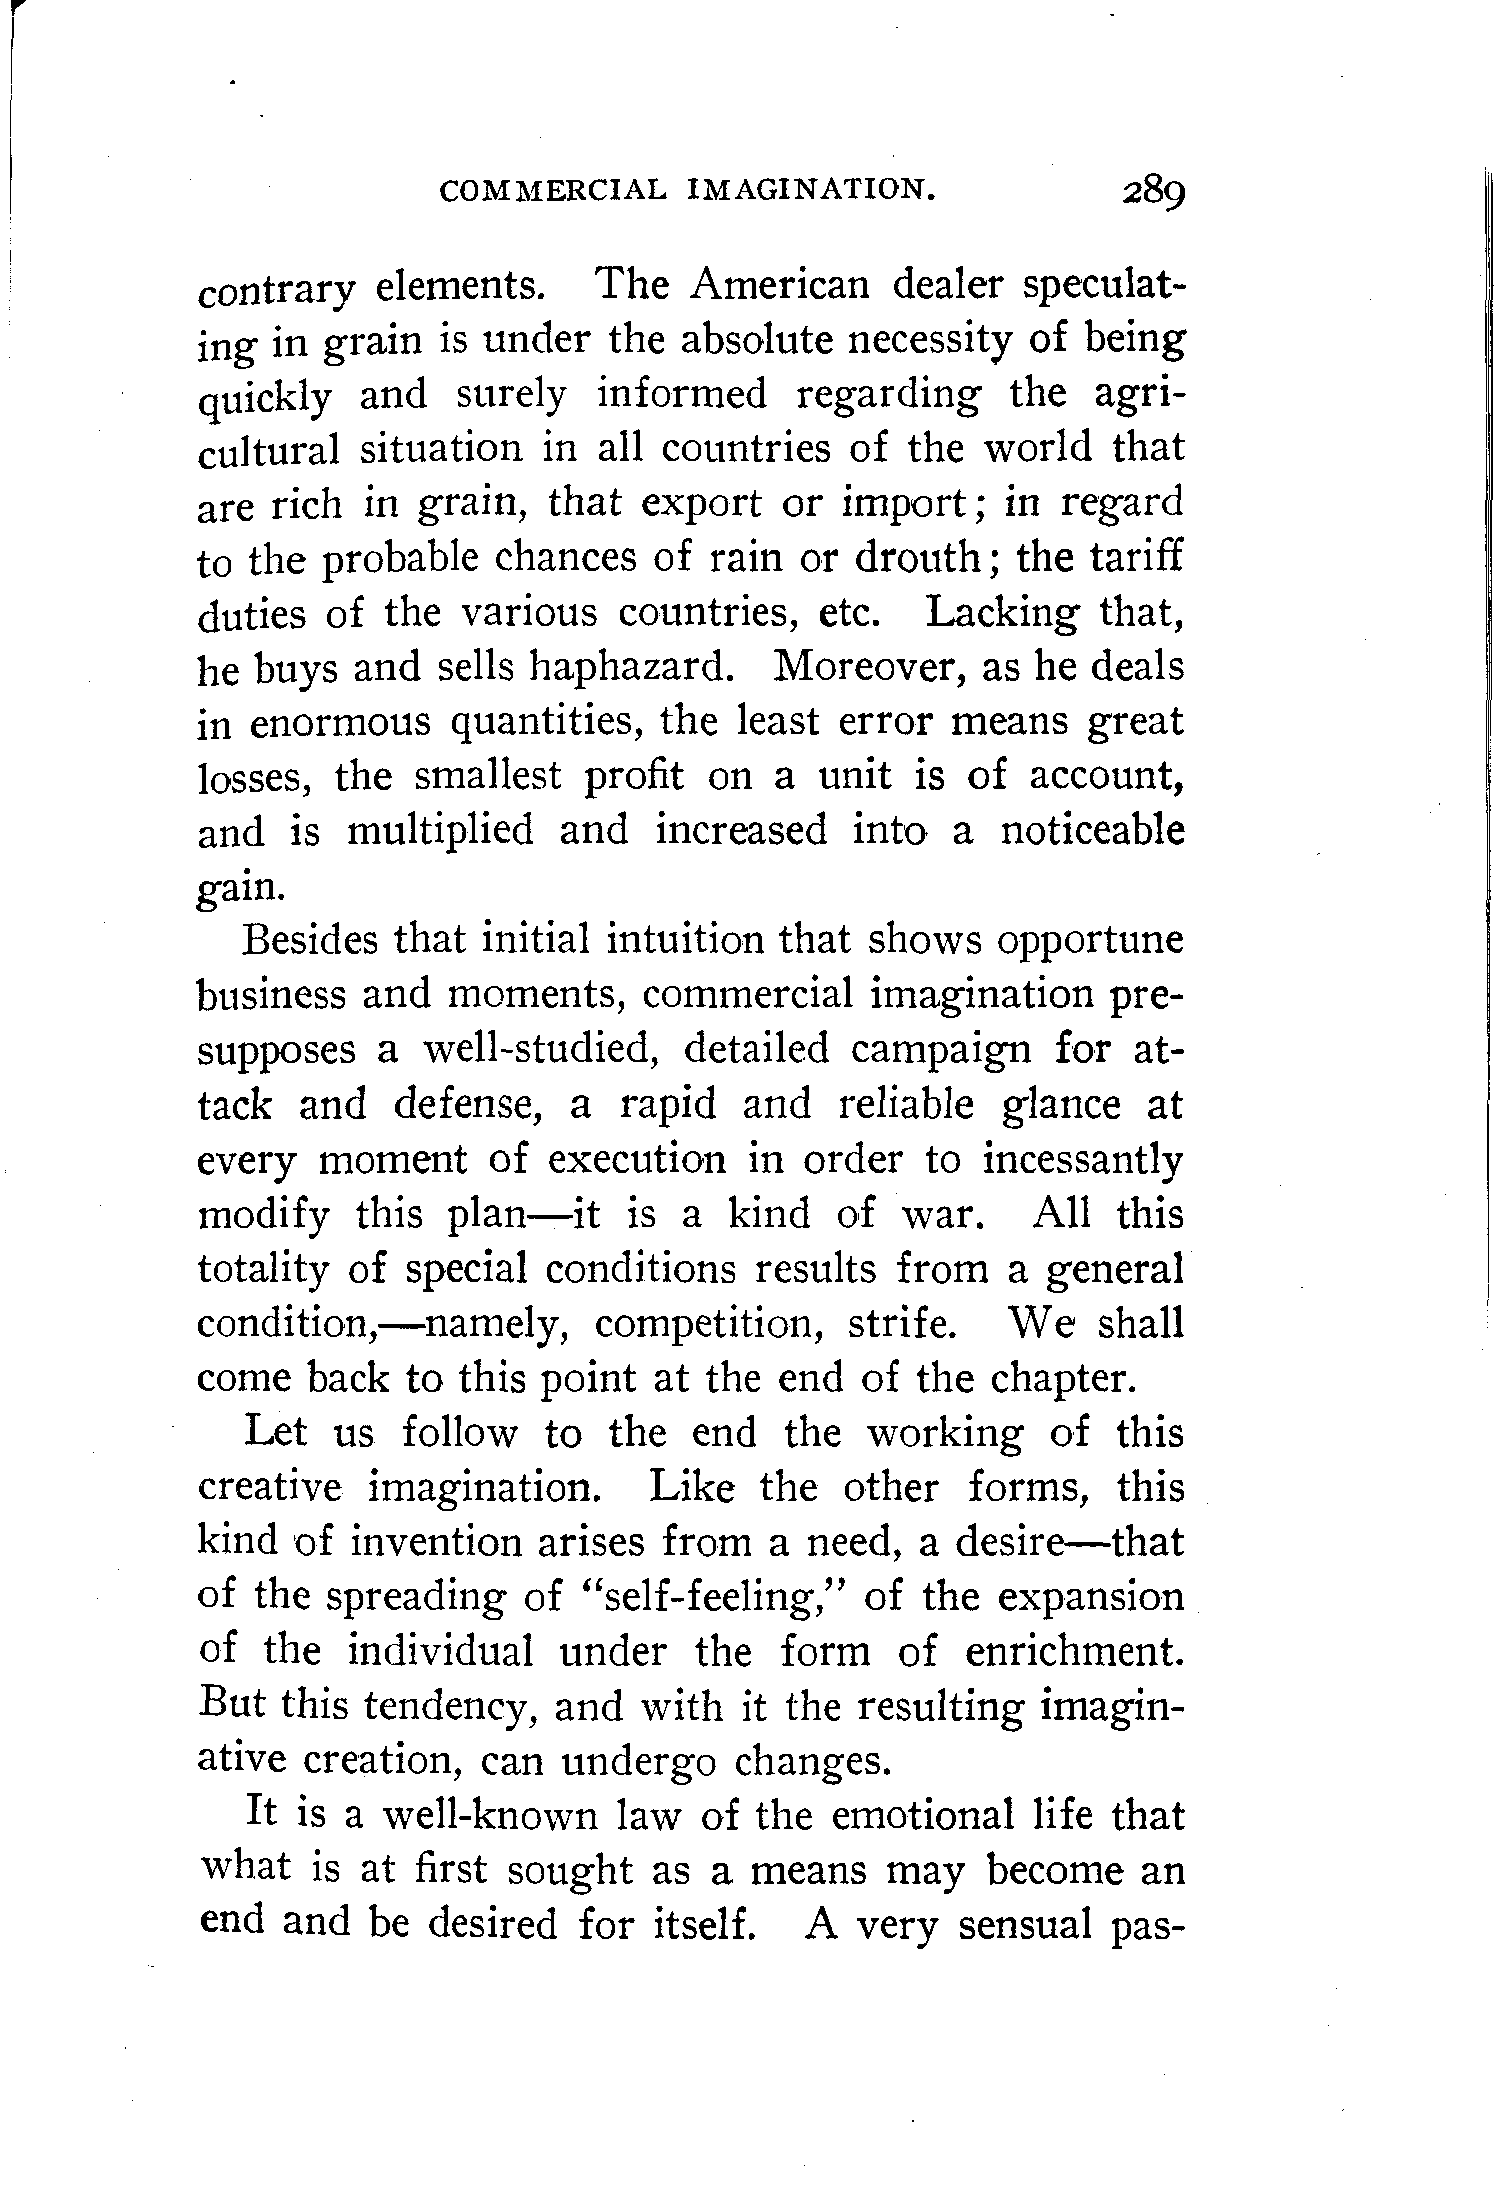 COMMERCIAL IMAGINATION. 289
contrary elements. The American dealer speculat-
ing in grain is under the absolute necessity of being
quickly and surely informed regarding the agri-
cultural situation in all countries of the world that
are rich in grain, that export or import; in regard
to the probable chances of rain or drouth; the tariff
duties of the various countries, etc. Lacking that,
he buys and sells haphazard. Moreover, as he deals
in enormous quantities, the least error means great
losses, the smallest profit on a unit is of account,
and is multiplied and increased into a noticeable
gain.
Besides that initial intuition that shows opportune
business and moments, commercial imagination pre-
supposes a well-studied, detailed campaign for at-
tack and defense, a rapid and reliable glance at
every moment of execution in order to incessantly
modify this plan—it is a kind of war. All this
totality of special conditions results from a general
condition,—namely, competition, strife. We shall
come back to this point at the end of the chapter.
Let us follow to the end the working of this
creative imagination. Like the other forms, this
kind of invention arises from a need, a desire—that
of the spreading of “self-feeling,” of the expansion
of the individual under the form of enrichment.
But this tendency, and with it the resulting imagin-
ative creation, can undergo changes.
It is a well-known law of the emotional life that
what is at first sought as a means may become an
end and be desired for itself. A very sensual pas-